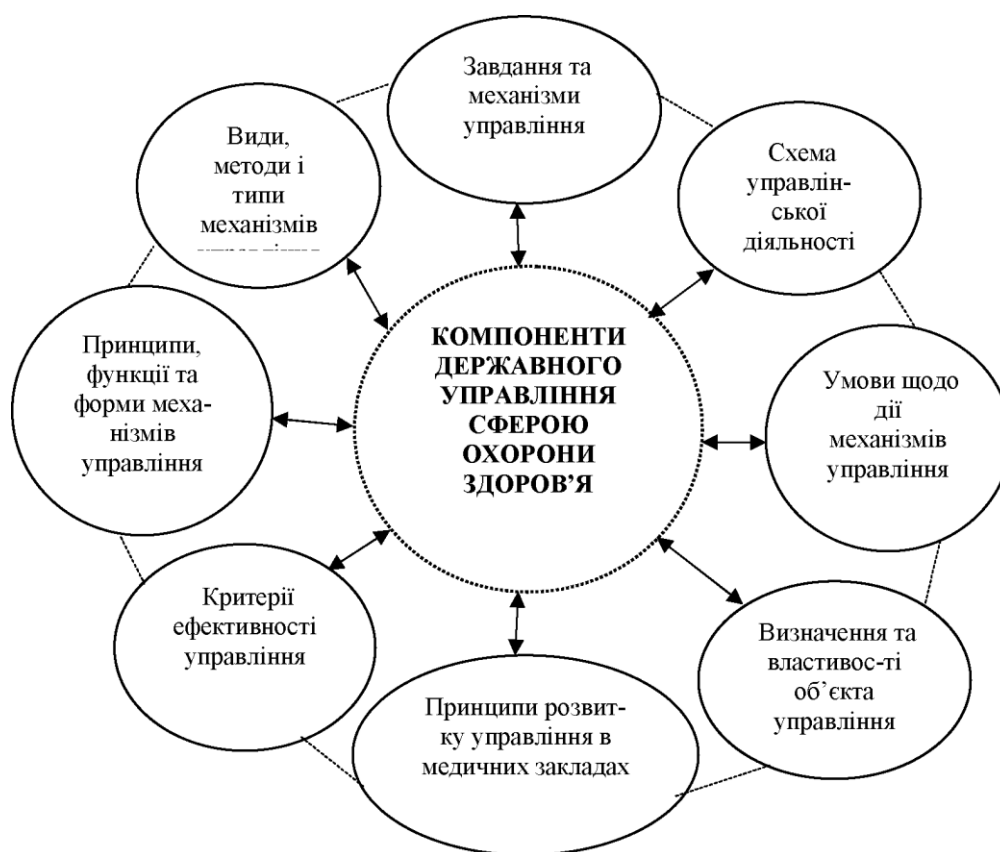 Завдання та
механізми
управління
Види,
методи і
типи
механізмів
Схема
управлін-
ської
діяльності
КОМПОНЕНТИ
ДЕРЖАВНОГО
УПРАВЛІННЯ
СФЕРОЮ
ОХОРОНИ
ЗДОРОВ’Я
Принципи,
функції та
форми меха-
нізмів
управління
Умови щодо
дії
механізмів
управління
Критерії
ефективності
управління
Визначення та
властивос-ті
об’єкта
управління
Принципи розвит-
ку управління в
медичних закладах